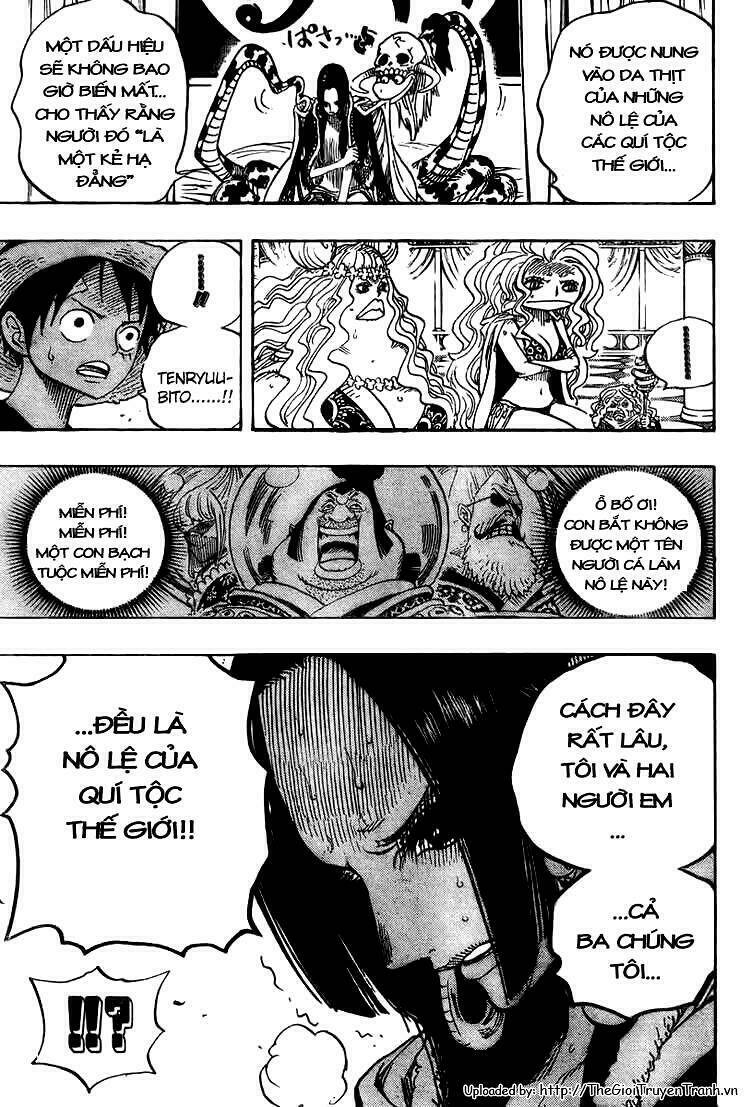 NÓ ĐƯỢC NUNG
VÀO DA THỊT
CỦA NHỮNG
NÔ LỆ CỦA
CÁC QUÍ TỘC
THẾ GIỚI...
ぱさっ…
MỘT DẤU HIỆU
SẼ KHÔNG BAO
GIỜ BIẾN MẤT...
CHO THẤY RẰNG
NGƯỜI ĐÓ “LÀ
MỘT KẺ HẠ
ĐẲNG”
.........
.........!!
TENRYUU-
BITO......!!
Ồ BỐ ƠI!
CON BẮT KHÔNG
ĐƯỢC MỘT TÊN
NGƯỜI CÁ LÀM
NÔ LỆ NÀY!
MIỄN PHÍ!
MIỄN PHÍ!
MỘT CON BẠCH
TUỘC MIỄN PHÍ!
CÁCH ĐÂY
RẤT LÂU,
TÔI VÀ HAI
NGƯỜI EM
...
...CẢ
BA CHÚNG
TÔI...
...ĐỀU LÀ
NÔ LỆ CỦA
QUÍ TỘC
THẾ GIỚI!!
!!?
Uploaded by: http://TheGioiTruyenTranh.vn